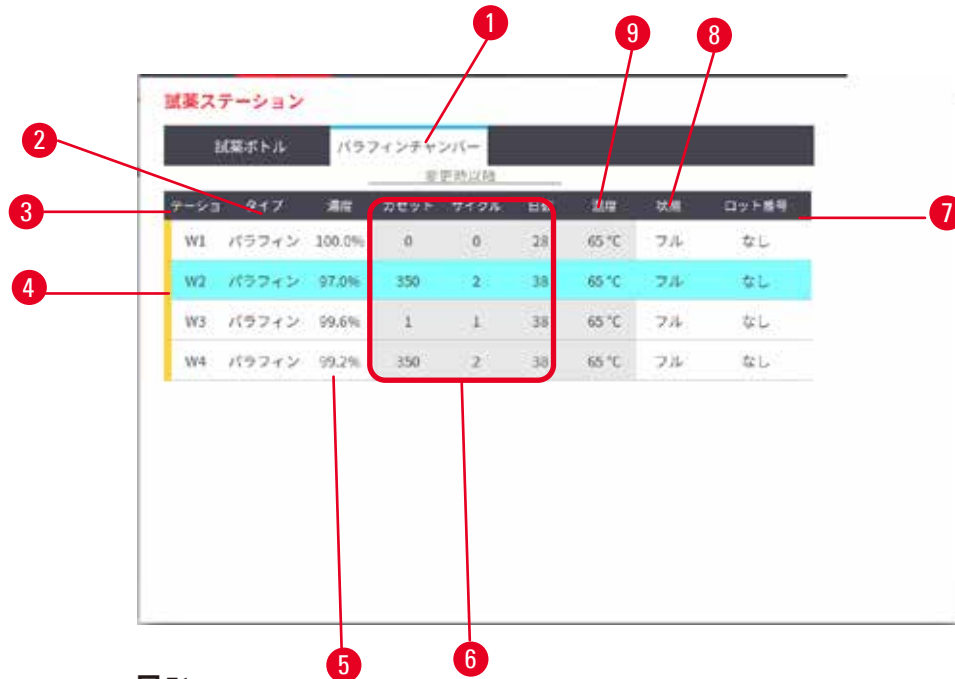 1
9
8
試薬ステーション
2
試薬ボトル パラフィンチャンバー
変更時以降
3
テーショ タイプ 濃度 カセット サイクル 日数 温度 状態 ロット番号
7
W1 パラフィン 100.0% 0 0 28 65 °C フル なし
4
W2 パラフィン 97.0% 350 2 38 65 °C フル なし
W3 パラフィン 99.6% 1 1 38 65 °C フル なし
W4 パラフィン 99.2% 350 2 38 65 °C フル なし
5
6